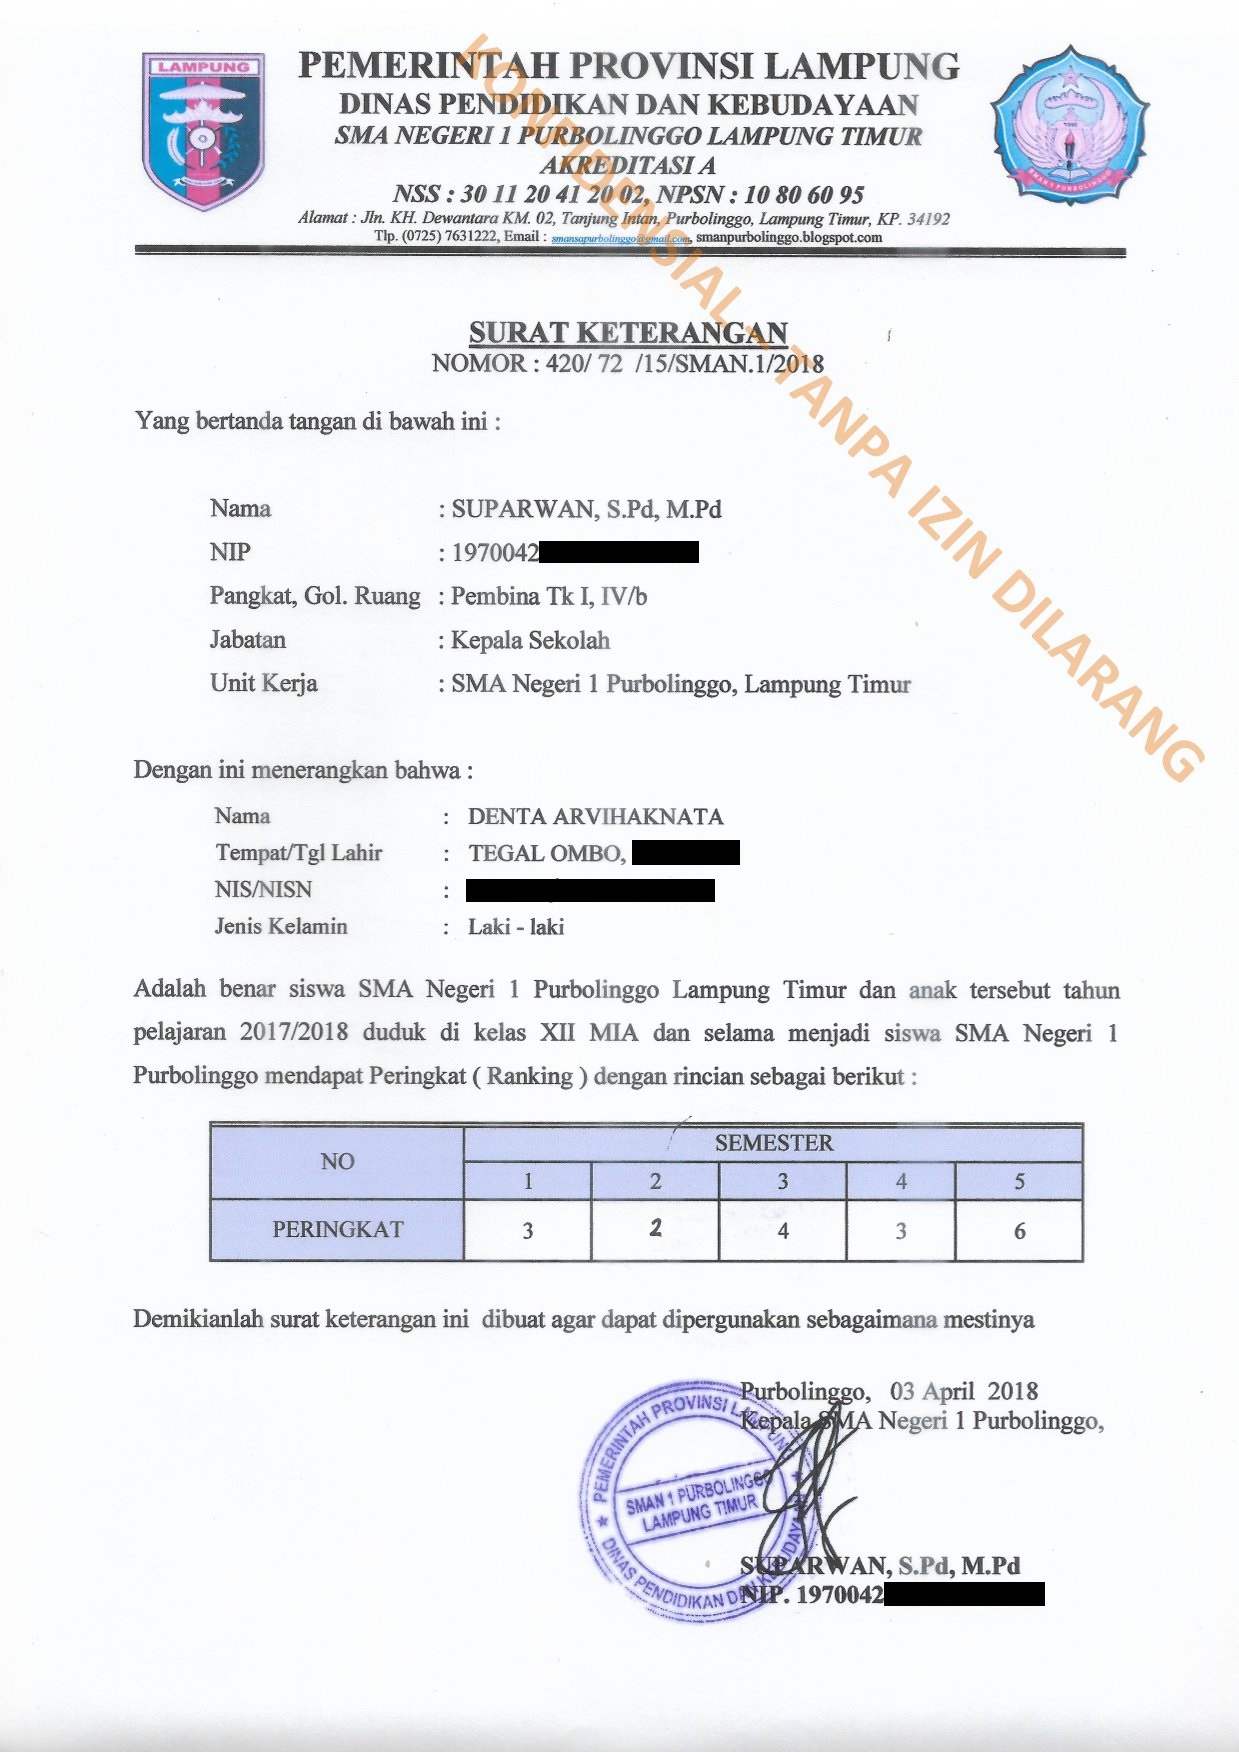 LAMPUNG
PEMERINTAH PROVINSI LAMPUNG
DINAS PENDIDIKAN DAN KEBUDAYAAN
SMA NEGERI 1 PURBOLINGGO LAMPUNG TIMUR
AKREDITASI A
NSS : 30 11 20 41 20 02, NPSN : 10 80 60 95
Alamat : Jln. KH. Dewantara KM. 02, Tanjung Intan, Purbolinggo, Lampung Timur, KP. 34192
Tlp. (0725) 7631222, Email : smansapurbolinggo@gmail.com, smanpurbolinggo.blogspot.com
SMAN 1 PURBOLINGGO
KONFIDENSIAL - TANPA IZIN DILARANG
SURAT KETERANGAN
NOMOR : 420/ 72 /15/SMAN.1/2018
Yang bertanda tangan di bawah ini :
Nama : SUPARWAN, S.Pd, M.Pd
NIP : 1970042
Pangkat, Gol. Ruang : Pembina Tk I, IV/b
Jabatan : Kepala Sekolah
Unit Kerja : SMA Negeri 1 Purbolinggo, Lampung Timur
Dengan ini menerangkan bahwa :
Nama : DENTA ARVIHAKNATA
Tempat/Tgl Lahir : TEGAL OMBO,
NIS/NISN :
Jenis Kelamin : Laki - laki
Adalah benar siswa SMA Negeri 1 Purbolinggo Lampung Timur dan anak tersebut tahun
pelajaran 2017/2018 duduk di kelas XII MIA dan selama menjadi siswa SMA Negeri 1
Purbolinggo mendapat Peringkat ( Ranking ) dengan rincian sebagai berikut :
NO SEMESTER
1 2 3 4 5
PERINGKAT 3 2 4 3 6
Demikianlah surat keterangan ini dibuat agar dapat dipergunakan sebagaimana mestinya
Purbolinggo, 03 April 2018
Kepala SMA Negeri 1 Purbolinggo,
PEMERINTAH PROVINSI LAMPUNG
SMAN 1 PURBOLINGGO
LAMPUNG TIMUR
DINAS PENDIDIKAN DAN KEBUDAYAAN
SUPARWAN, S.Pd, M.Pd
NIP. 1970042